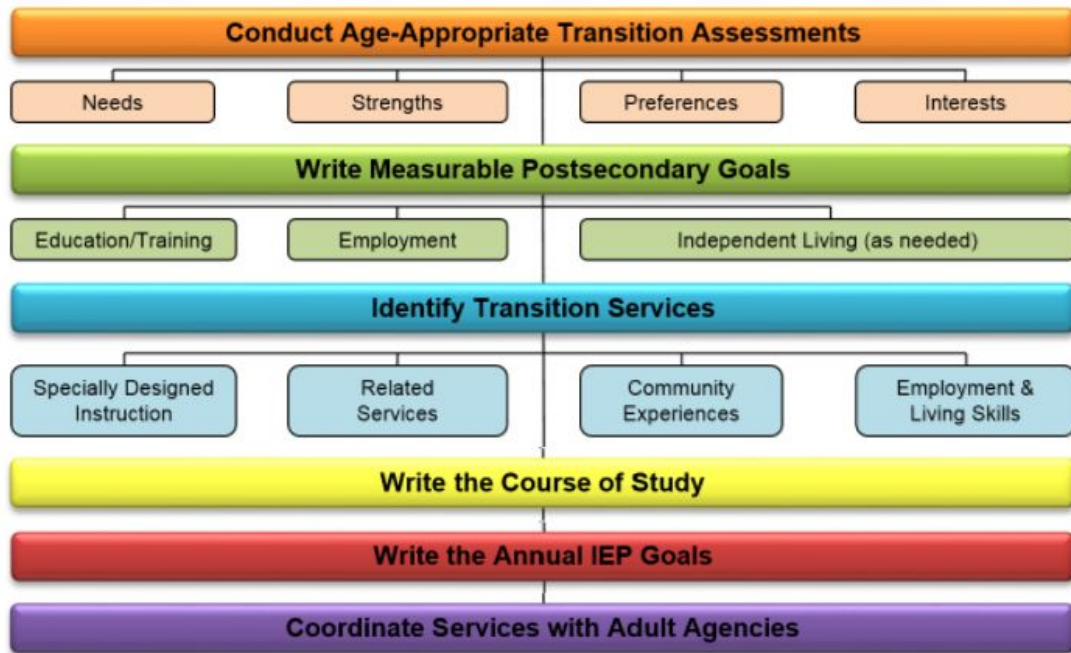 Conduct Age-Appropriate Transition Assessments
Needs
Strengths
Preferences
Interests
Write Measurable Postsecondary Goals
Education/Training
Employment
Independent Living (as needed)
Identify Transition Services
Specially Designed
Instruction
Related
Services
Community
Experiences
Employment &
Living Skills
Write the Course of Study
Write the Annual IEP Goals
Coordinate Services with Adult Agencies